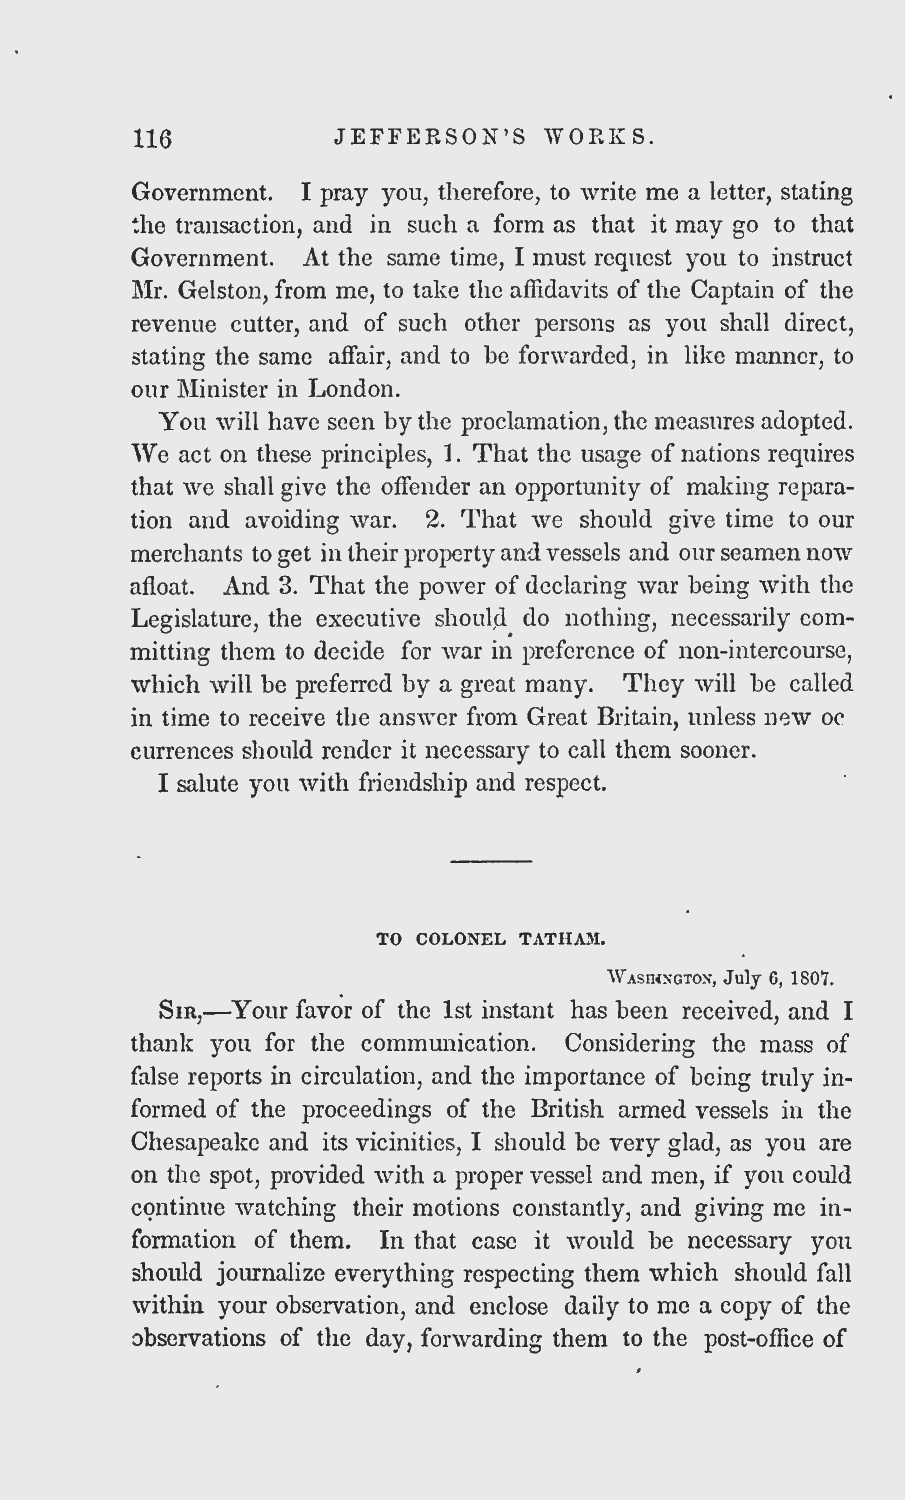 116 JEFFERSON'S WORKS.
Government. I pray you, therefore, to write me a letter, stating
the transaction, and in such a form as that it may go to that
Government. At the same time, I must request you to instruct
Mr. Gelston, from me, to take the affidavits of the Captain of the
revenue cutter, and of such other persons as you shall direct,
stating the same affair, and to be forwarded, in like manner, to
our Minister in London.
You will have seen by the proclamation, the measures adopted.
We act on these principles, 1. That the usage of nations requires
that we shall give the offender an opportunity of making repara-
tion and avoiding war. 2. That we should give time to our
merchants to get in their property and vessels and our seamen now
afloat. And 3. That the power of declaring war being with the
Legislature, the executive should do nothing, necessarily com-
mitting them to decide for war in preference of non-intercourse,
which will be preferred by a great many. They will be called
in time to receive the answer from Great Britain, unless new oc
currences should render it necessary to call them sooner.
I salute you with friendship and respect.
TO COLONEL TATHAM.
WASHINGTON, July 6, 1807.
SIR,—Your favor of the 1st instant has been received, and I
thank you for the communication. Considering the mass of
false reports in circulation, and the importance of being truly in-
formed of the proceedings of the British armed vessels in the
Chesapeake and its vicinities, I should be very glad, as you are
on the spot, provided with a proper vessel and men, if you could
continue watching their motions constantly, and giving me in-
formation of them. In that case it would be necessary you
should journalize everything respecting them which should fall
within your observation, and enclose daily to me a copy of the
observations of the day, forwarding them to the post-office of